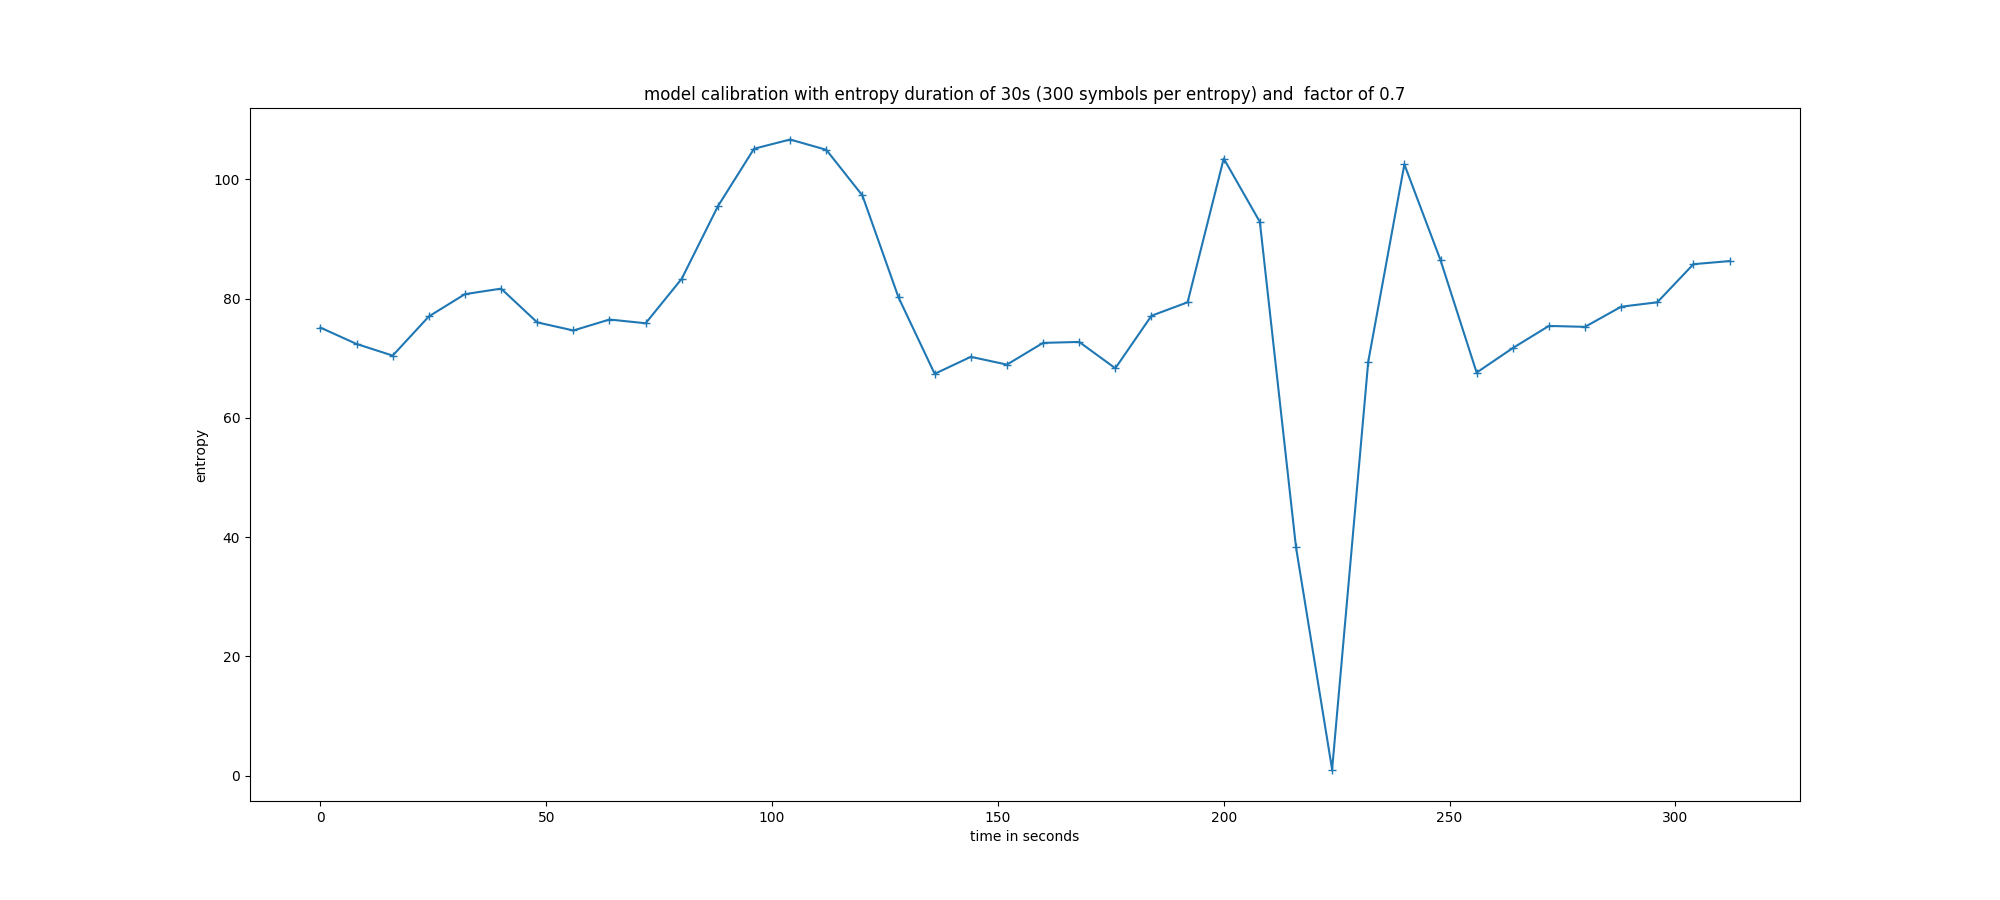 model calibration with entropy duration of 30s (300 symbols per entropy) and  factor of 0.7
100
80
60
40
20
0
entropy
0 50 100 150 200 250 300
time in seconds